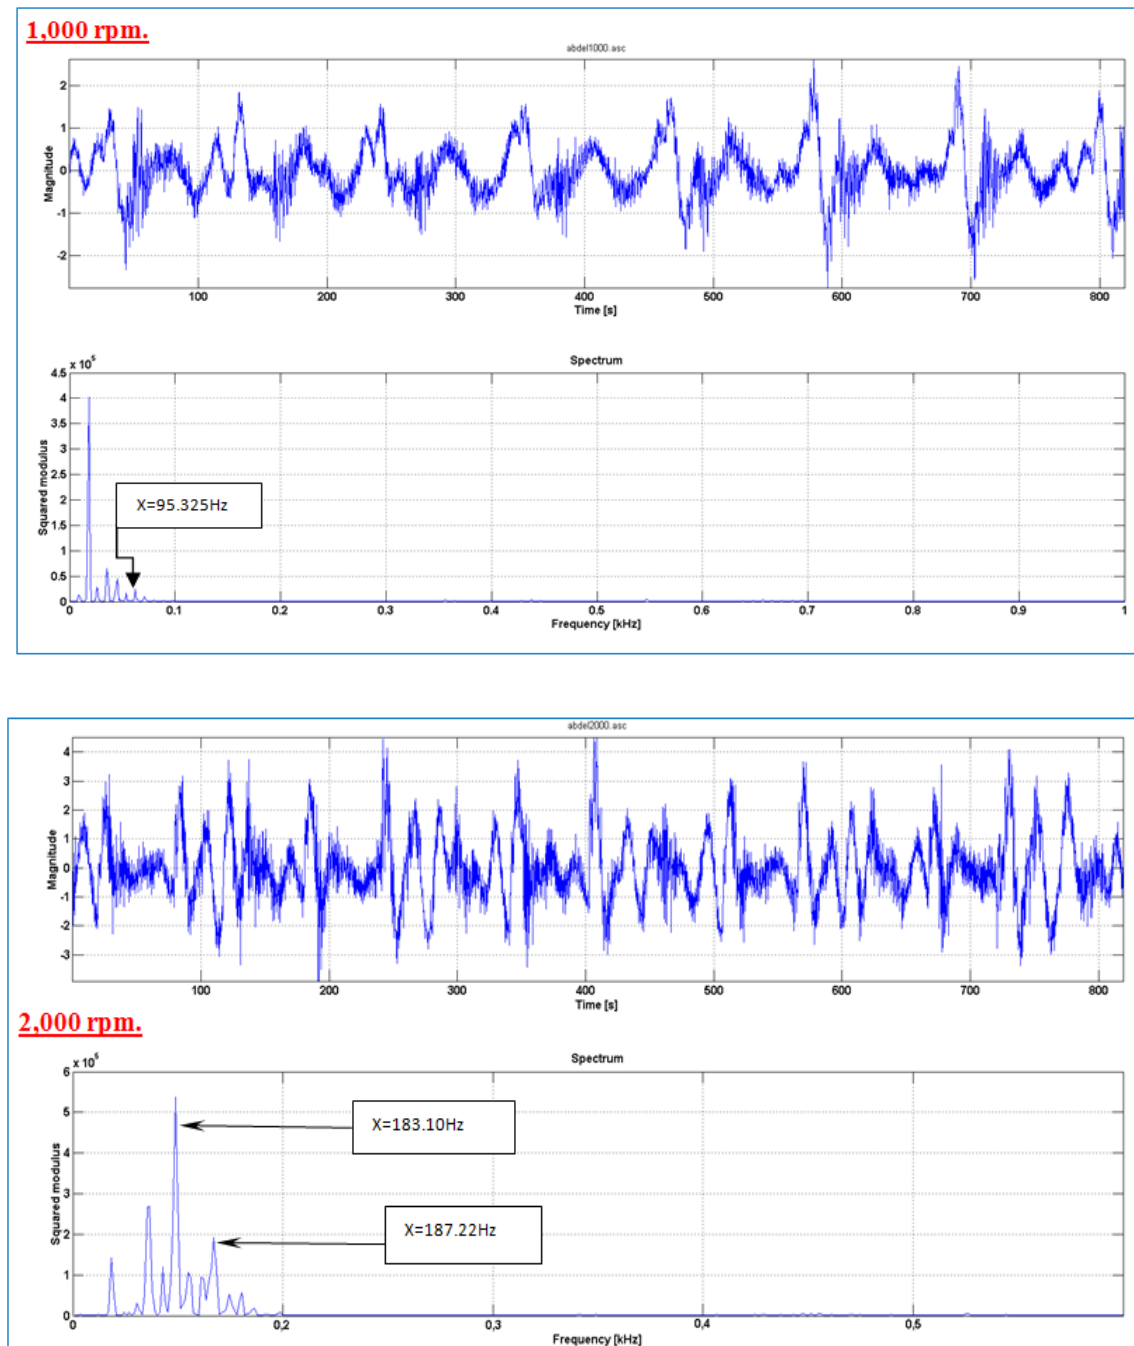 1,000 rpm.
abdel1000.asc
2
1
0
-1
-2
Magnitude
100 200 300 400 500 600 700 800
Time [s]
Spectrum
x 10^5
4.5
4
3.5
3
2.5
2
1.5
1
0.5
0
Squared modulus
X=95.325Hz
0 0.1 0.2 0.3 0.4 0.5 0.6 0.7 0.8 0.9 1
Frequency [kHz]
abdel2000.asc
4
3
2
1
0
-1
-2
-3
Magnitude
100 200 300 400 500 600 700 800
Time [s]
2,000 rpm.
Spectrum
x 10^5
6
5
4
3
2
1
0
Squared modulus
X=183.10Hz
X=187.22Hz
0 0,2 0,3 0,4 0,5
Frequency [kHz]